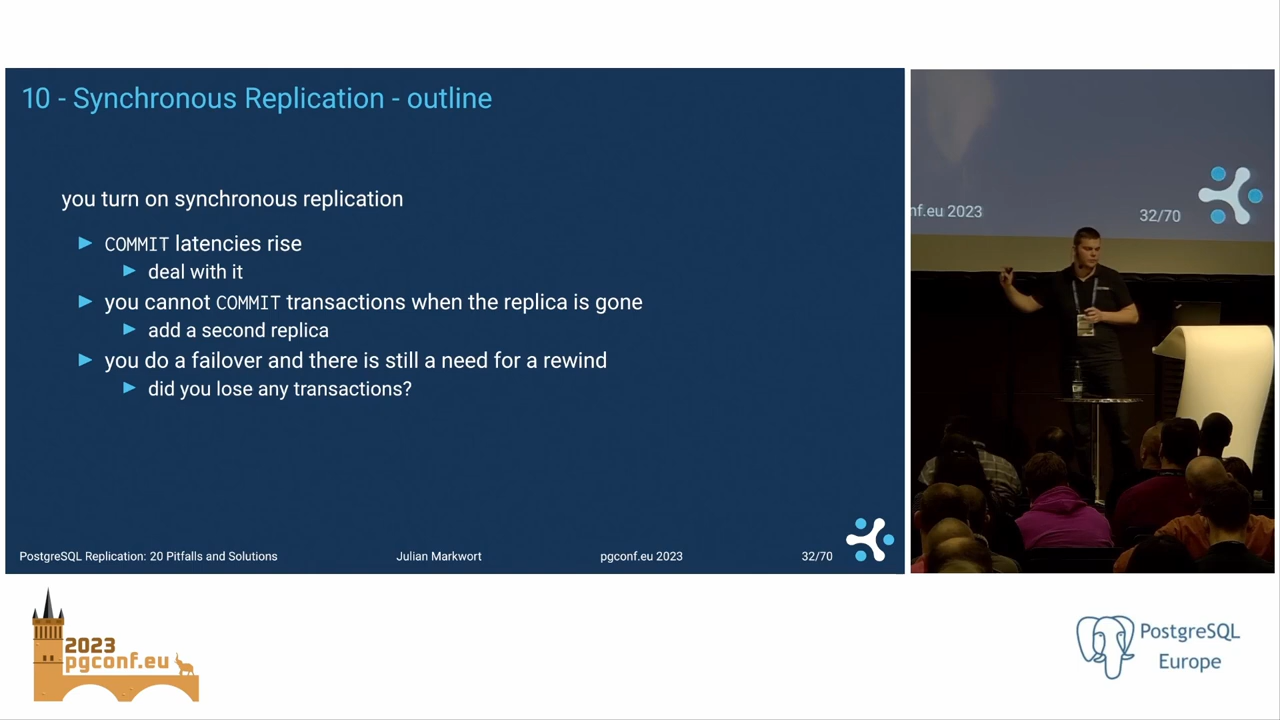 10 - Synchronous Replication - outline
you turn on synchronous replication
COMMIT latencies rise
deal with it
you cannot COMMIT transactions when the replica is gone
add a second replica
you do a failover and there is still a need for a rewind
did you lose any transactions?
PostgreSQL Replication: 20 Pitfalls and Solutions Julian Markwort pgconf.eu 2023 32/70
nf.eu 2023 32/70
2023
pgconf.eu
PostgreSQL
Europe